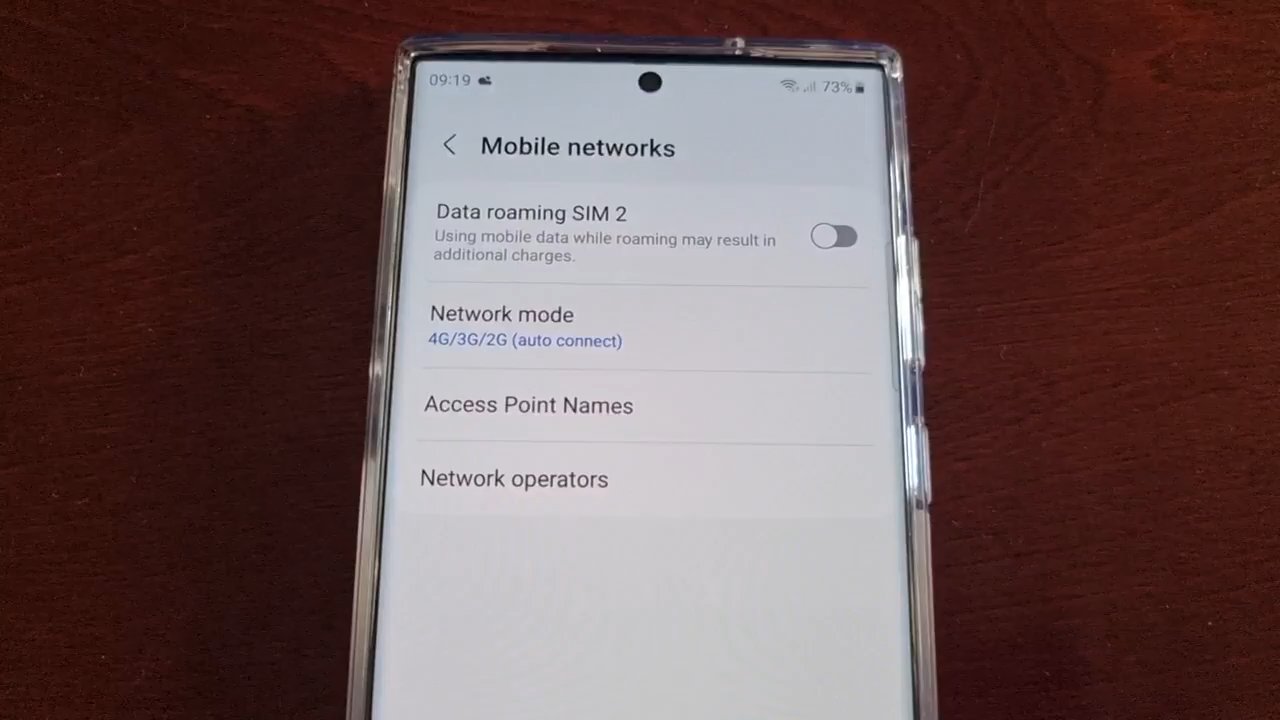 09:19
73%
Mobile networks
Data roaming SIM 2
Using mobile data while roaming may result in
additional charges.
Network mode
4G/3G/2G (auto connect)
Access Point Names
Network operators